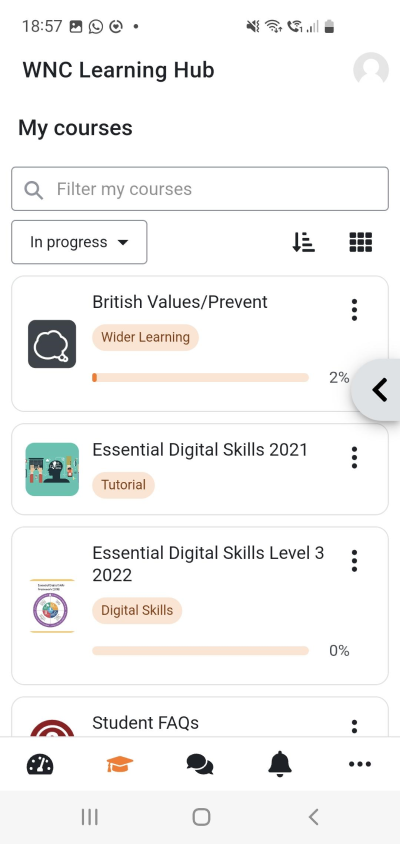 18:57
WNC Learning Hub
My courses
Filter my courses
In progress
British Values/Prevent
Wider Learning
2%
Essential Digital Skills 2021
Tutorial
Essential Digital Skills Level 3
2022
Digital Skills
0%
Student FAQs